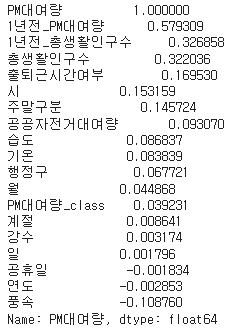 PM대여량 1.000000
1년전_PM대여량 0.579309
1년전_총생활인구수 0.326858
총생활인구수 0.322036
출퇴근시간여부 0.169530
시 0.153159
주말구분 0.145724
공공자전거대여량 0.093070
습도 0.086837
기온 0.083839
행정구 0.067721
월 0.044868
PM대여량_class 0.039231
계절 0.008641
강수 0.003174
일 0.001796
공휴일 -0.001834
연도 -0.002853
풍속 -0.108760
Name: PM대여량, dtype: float64